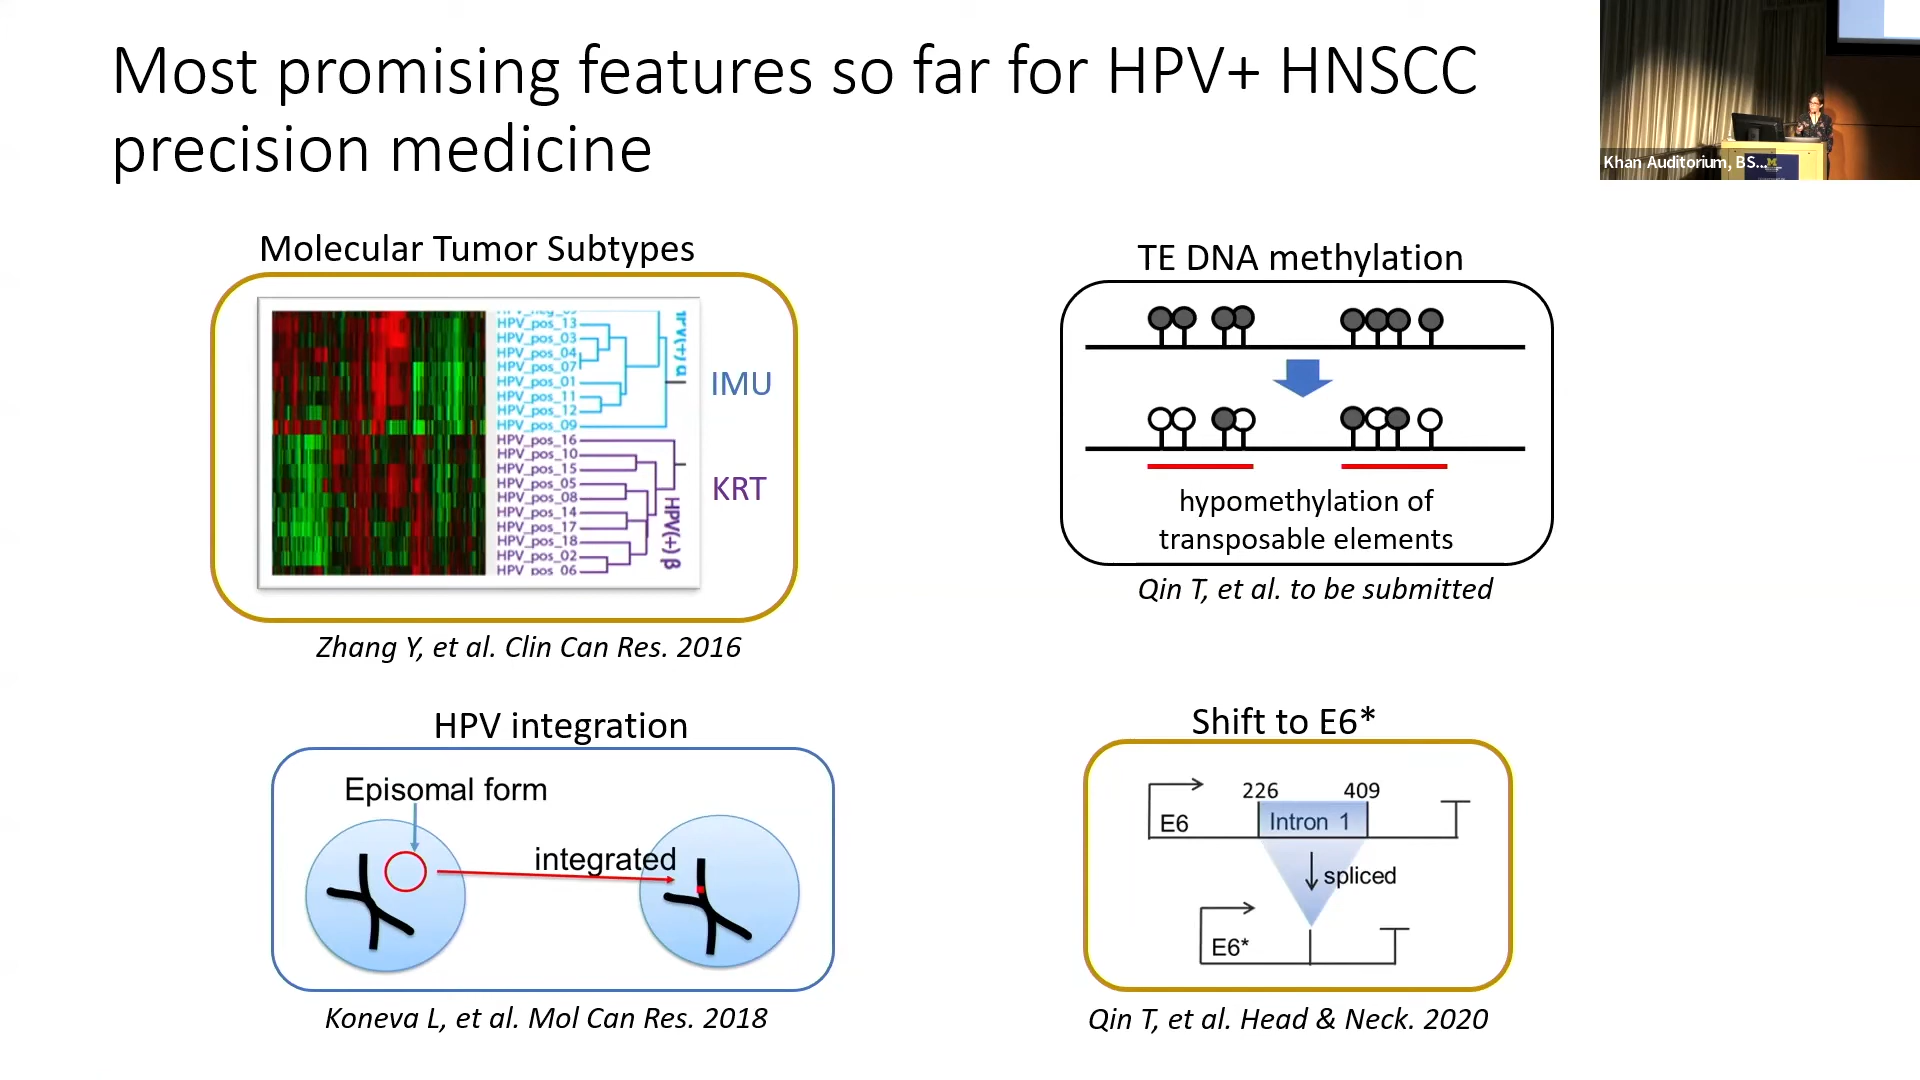 Most promising features so far for HPV+ HNSCC
precision medicine
Khan Auditorium, BS...
Molecular Tumor Subtypes
HPV_pos_13
HPV_pos_03
HPV_pos_04
HPV_pos_07
HPV_pos_01
HPV_pos_11
HPV_pos_12
HPV_pos_09
HPV_pos_16
HPV_pos_10
HPV_pos_15
HPV_pos_05
HPV_pos_08
HPV_pos_14
HPV_pos_17
HPV_pos_18
HPV_pos_02
HPV_pos_06
HPV(+) β
IMU
KRT
Zhang Y, et al. Clin Can Res. 2016
TE DNA methylation
hypomethylation of
transposable elements
Qin T, et al. to be submitted
HPV integration
Episomal form
integrated
Koneva L, et al. Mol Can Res. 2018
Shift to E6*
226 409
E6 Intron 1
spliced
E6*
Qin T, et al. Head & Neck. 2020